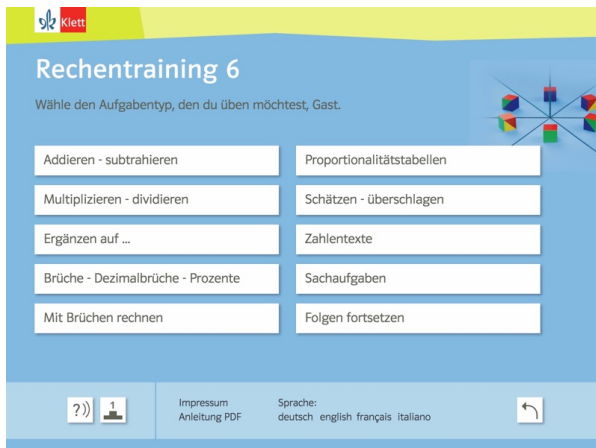 Klett
Rechentraining 6
Wähle den Aufgabentyp, den du üben möchtest, Gast.
Addieren - subtrahieren
Multiplizieren - dividieren
Ergänzen auf ...
Brüche - Dezimalbrüche - Prozente
Mit Brüchen rechnen
Proportionalitätstabellen
Schätzen - überschlagen
Zahlentexte
Sachaufgaben
Folgen fortsetzen
?))
1
Impressum
Anleitung PDF
Sprache:
deutsch english français italiano